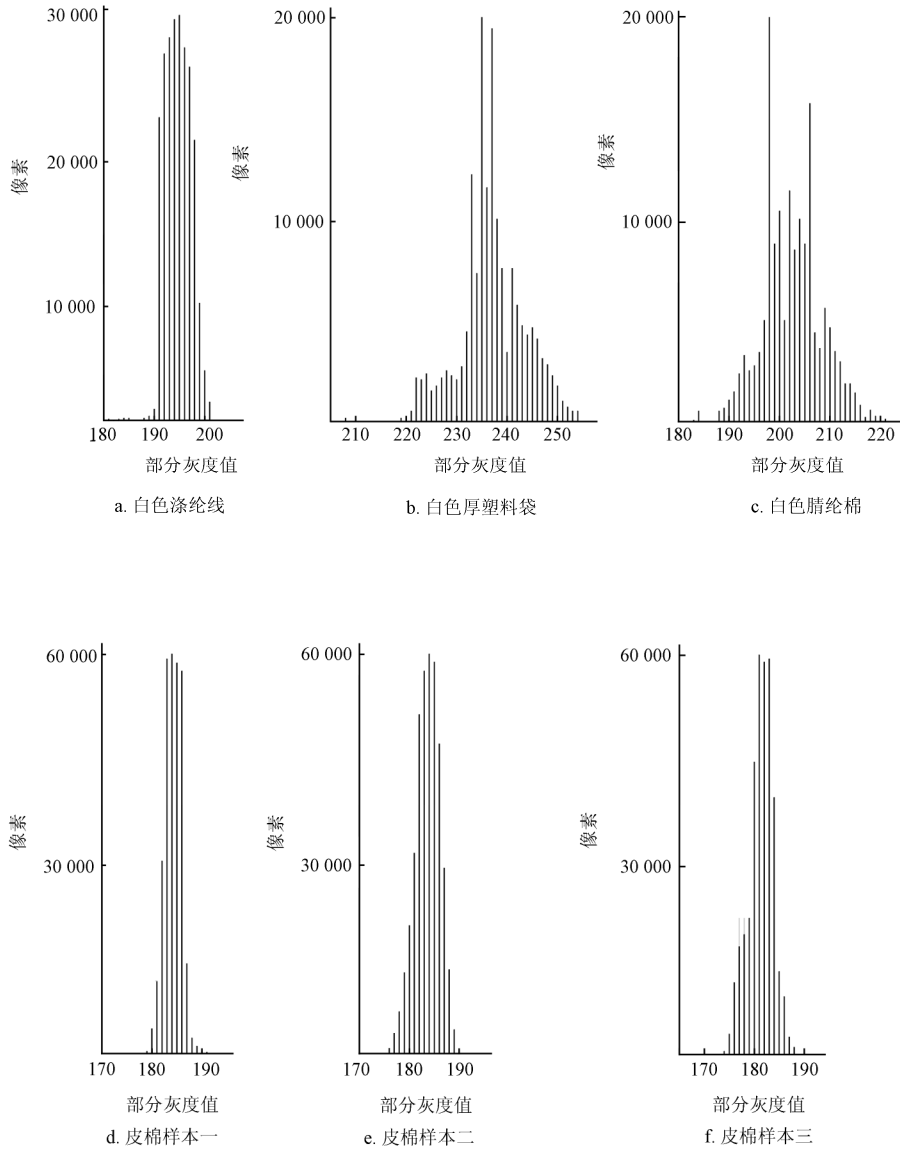 30 000
20 000
10 000
像素
180 190 200
部分灰度值
a. 白色涤纶线
20 000
10 000
像素
210 220 230 240 250
部分灰度值
b. 白色厚塑料袋
20 000
10 000
像素
180 190 200 210 220
部分灰度值
c. 白色腈纶棉
60 000
30 000
像素
170 180 190
部分灰度值
d. 皮棉样本一
60 000
30 000
像素
170 180 190
部分灰度值
e. 皮棉样本二
60 000
30 000
像素
170 180 190
部分灰度值
f. 皮棉样本三